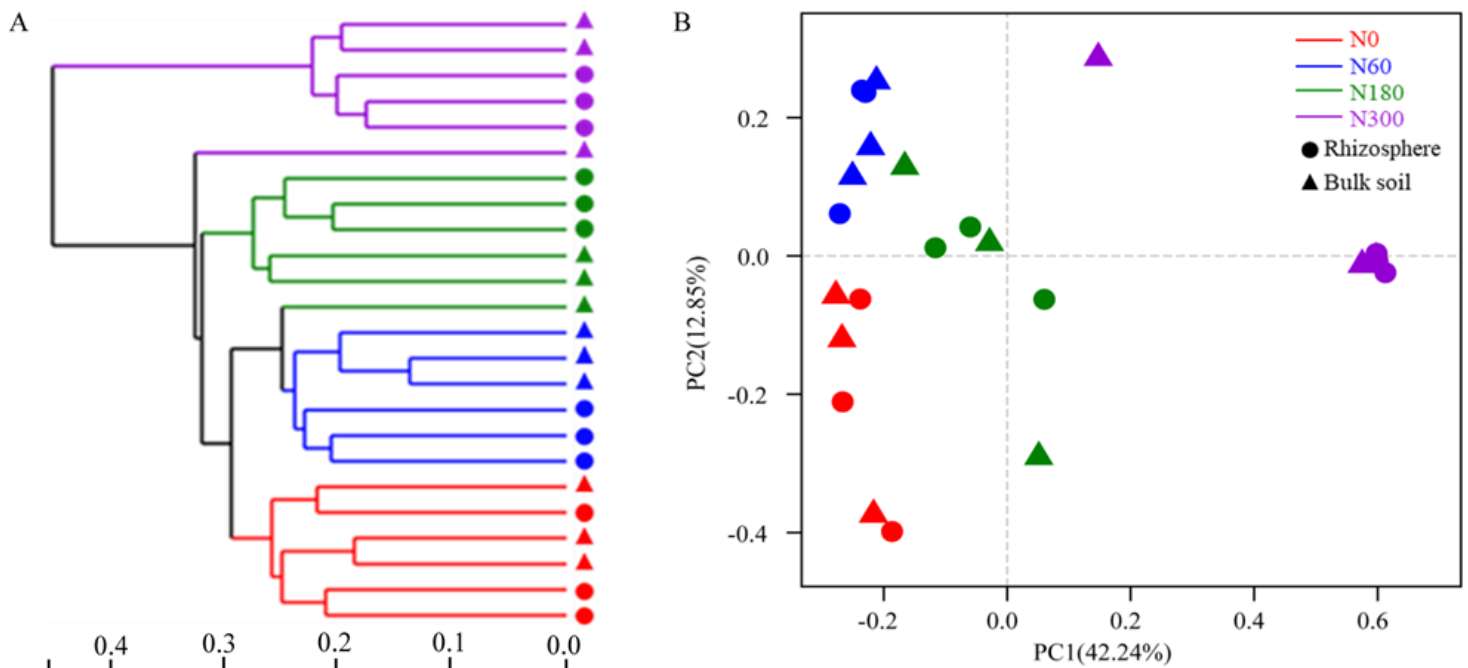 A
0.4 0.3 0.2 0.1 0.0
B
N0
N60
N180
N300
Rhizosphere
Bulk soil
PC2(12.85%)
0.2
0.0
-0.2
-0.4
-0.2 0.0 0.2 0.4 0.6
PC1(42.24%)